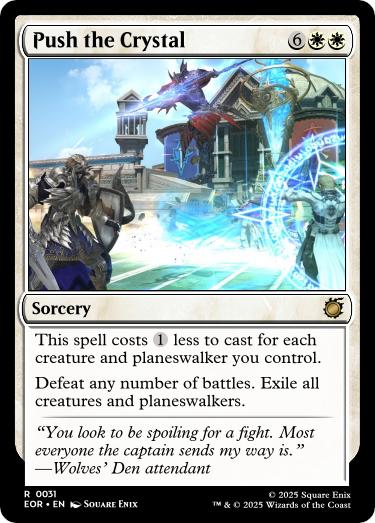 Push the Crystal 6
Sorcery
This spell costs 1 less to cast for each
creature and planeswalker you control.
Defeat any number of battles. Exile all
creatures and planeswalkers.
“You look to be spoiling for a fight. Most
everyone the captain sends my way is.”
—Wolves’ Den attendant
R 0031
EOR • EN SQUARE ENIX
© 2025 Square Enix
™ & © 2025 Wizards of the Coast